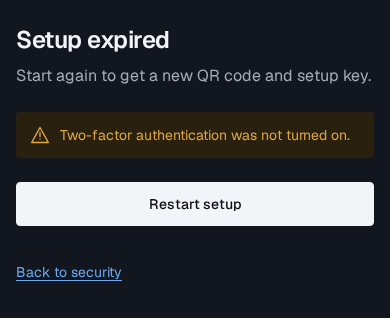 Setup expired
Start again to get a new QR code and setup key.
Two-factor authentication was not turned on.
Restart setup
Back to security